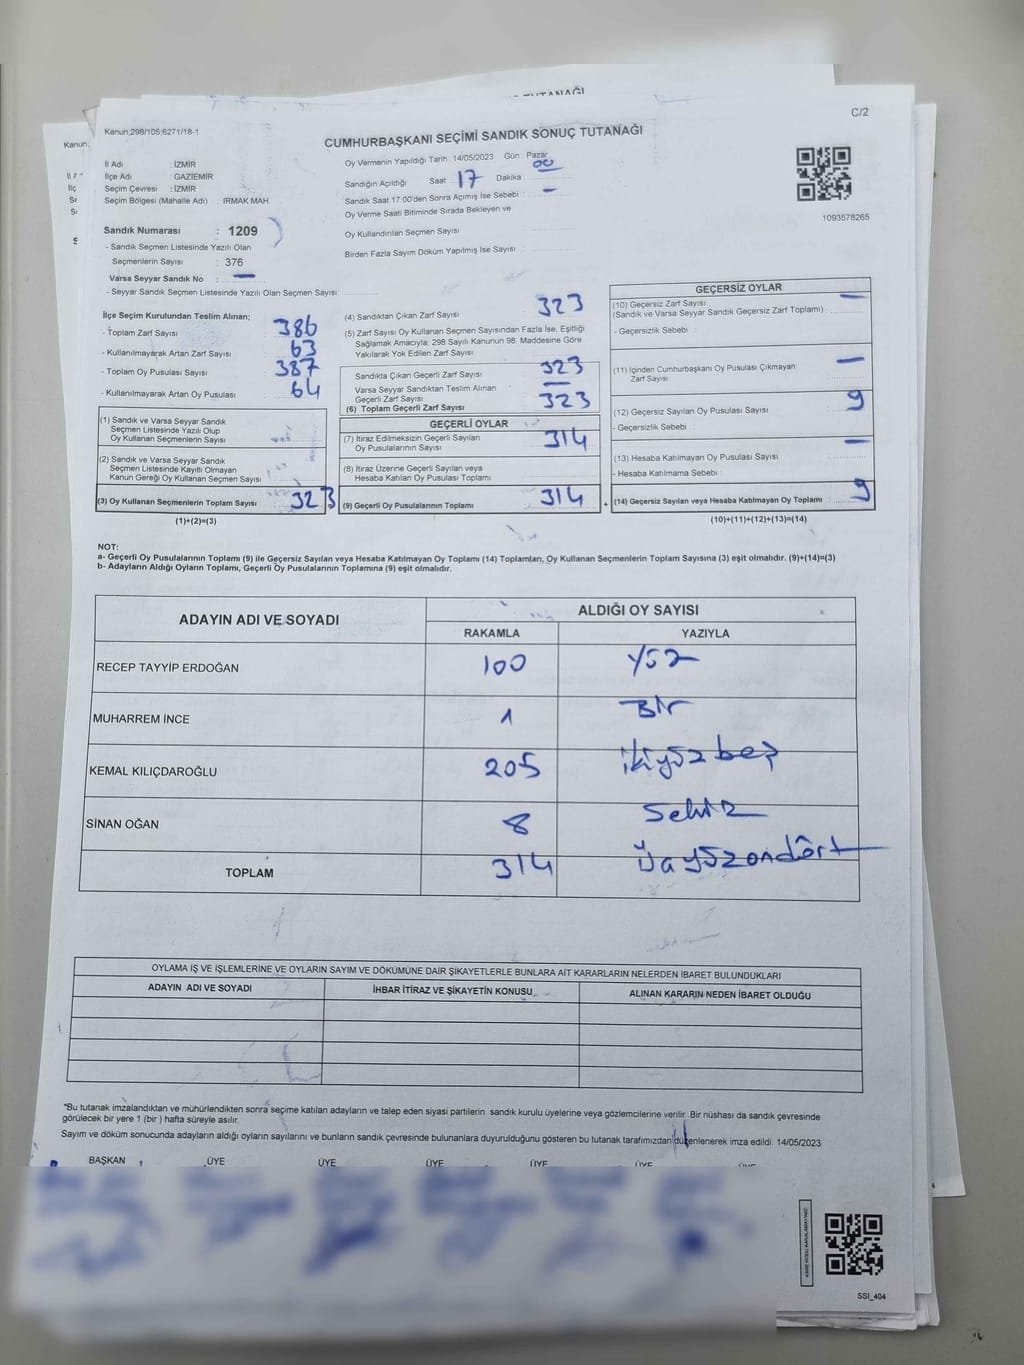 TUTANAĞI
C/2
Kanun,298/105;6271/18-1
Kanun
CUMHURBAŞKANI SEÇİMİ SANDIK SONUÇ TUTANAĞI
İl Adı : İZMİR
İlçe Adı : GAZİEMİR
Seçim Çevresi : İZMİR
Seçim Bölgesi (Mahalle Adı) : IRMAK MAH.
Oy Vermenin Yapıldığı Tarih : 14/05/2023 Gün : Pazar
Sandığın Açıldığı Saat 17 Dakika 00
Sandık Saat 17:00'den Sonra Açımış İse Sebebi : -
Oy Verme Saati Bitiminde Sırada Bekleyen ve
Oy Kullandırılan Seçmen Sayısı
Birden Fazla Sayım Döküm Yapılmış İse Sayısı
1093578265
Sandık Numarası : 1209
- Sandık Seçmen Listesinde Yazılı Olan
Seçmenlerin Sayısı : 376
Varsa Seyyar Sandık No : -
- Seyyar Sandık Seçmen Listesinde Yazılı Olan Seçmen Sayısı:
İlçe Seçim Kurulundan Teslim Alınan;
- Toplam Zarf Sayısı 386
- Kullanılmayarak Artan Zarf Sayısı 63
- Toplam Oy Pusulası Sayısı 387
- Kullanılmayarak Artan Oy Pusulası 64
(1) Sandık ve Varsa Seyyar Sandık
Seçmen Listesinde Yazılı Olup
Oy Kullanan Seçmenlerin Sayısı
(2) Sandık ve Varsa Seyyar Sandık
Seçmen Listesinde Kayıtlı Olmayan
Kanun Gereği Oy Kullanan Seçmen Sayısı
(3) Oy Kullanan Seçmenlerin Toplam Sayısı 323
(1)+(2)=(3)
(4) Sandıktan Çıkan Zarf Sayısı 323
(5) Zarf Sayısı Oy Kullanan Seçmen Sayısından Fazla İse, Eşitliği
Sağlamak Amacıyla; 298 Sayılı Kanunun 98. Maddesine Göre
Yakılarak Yok Edilen Zarf Sayısı
Sandıkta Çıkan Geçerli Zarf Sayısı 323
Varsa Seyyar Sandıktan Teslim Alınan
Geçerli Zarf Sayısı -
(6) Toplam Geçerli Zarf Sayısı 323
GEÇERLİ OYLAR
(7) İtiraz Edilmeksizin Geçerli Sayılan
Oy Pusulasının Sayısı 314
(8) İtiraz Üzerine Geçerli Sayılan veya
Hesaba Katılan Oy Pusulası Toplamı
(9) Geçerli Oy Pusulalarının Toplamı 314
+
GEÇERSİZ OYLAR
(10) Geçersiz Zarf Sayısı -
(Sandık ve Varsa Seyyar Sandık Geçersiz Zarf Toplamı)
- Geçersizlik Sebebi :
(11) İçinden Cumhurbaşkanı Oy Pusulası Çıkmayan
Zarf Sayısı -
(12) Geçersiz Sayılan Oy Pusulası Sayısı 9
- Geçersizlik Sebebi :
(13) Hesaba Katılmayan Oy Pusulası Sayısı -
- Hesaba Katılmama Sebebi :
(14) Geçersiz Sayılan veya Hesaba Katılmayan Oy Toplamı : 9
(10)+(11)+(12)+(13)=(14)
NOT:
a- Geçerli Oy Pusulalarının Toplamı (9) ile Geçersiz Sayılan veya Hesaba Katılmayan Oy Toplamı (14) Toplamları, Oy Kullanan Seçmenlerin Toplam Sayısına (3) eşit olmalıdır. (9)+(14)=(3)
b- Adayların Aldığı Oyların Toplamı, Geçerli Oy Pusulalarının Toplamına (9) eşit olmalıdır.
ADAYIN ADI VE SOYADI
ALDIĞI OY SAYISI
RAKAMLA YAZIYLA
RECEP TAYYİP ERDOĞAN 100 Yüz
MUHARREM İNCE 1 Bir
KEMAL KILIÇDAROĞLU 205 ikiyüzbeş
SİNAN OĞAN 8 Sekiz
TOPLAM 314 Üçyüzondört
OYLAMA İŞ VE İŞLEMLERİNE VE OYLARIN SAYIM VE DÖKÜMÜNE DAİR ŞİKAYETLERLE BUNLARA AİT KARARLARIN NELERDEN İBARET BULUNDUKLARI
ADAYIN ADI VE SOYADI İHBAR İTİRAZ VE ŞİKAYETİN KONUSU ALINAN KARARIN NEDEN İBARET OLDUĞU
*Bu tutanak imzalandıktan ve mühürlendikten sonra seçime katılan adayların ve talep eden siyasi partilerin sandık kurulu üyelerine veya gözlemcilerine verilir. Bir nüshası da sandık çevresinde
görülecek bir yere 1 (bir) hafta süreyle asılır.
Sayım ve döküm sonucunda adayların aldığı oyların sayılarını ve bunların sandık çevresinde bulunanlara duyurulduğunu gösteren bu tutanak tarafımızdan düzenlenerek imza edildi. 14/05/2023
BAŞKAN ÜYE ÜYE ÜYE ÜYE ÜYE ÜYE
SSI_404